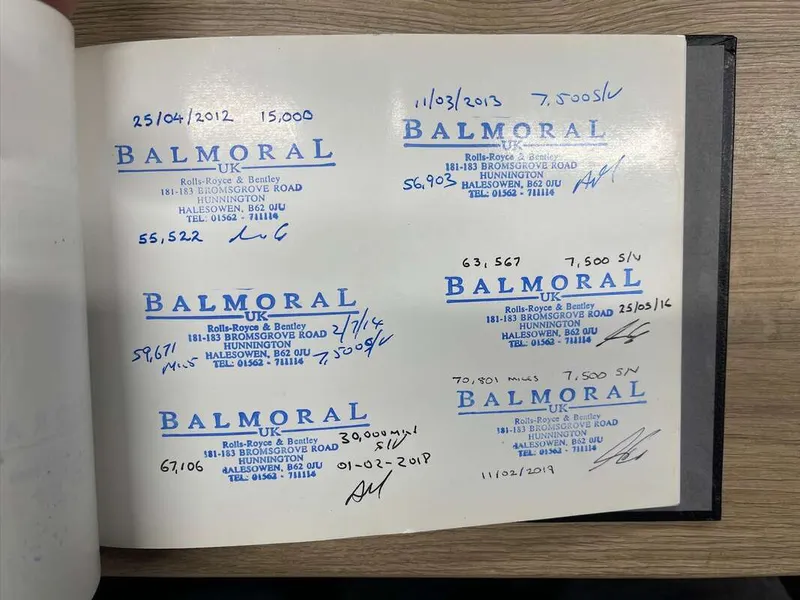 25/04/2012 15,000
BALMORAL
UK
Rolls-Royce & Bentley
181-183 BROMSGROVE ROAD
HUNNINGTON
HALESOWEN, B62 0JU
TEL: 01562 - 711114
55,522
11/03/2013 7,500 S/V
BALMORAL
UK
Rolls-Royce & Bentley
181-183 BROMSGROVE ROAD
HUNNINGTON
56,903 HALESOWEN, B62 0JU
TEL: 01562 - 711114
BALMORAL
UK
Rolls-Royce & Bentley
181-183 BROMSGROVE ROAD 2/7/14
HUNNINGTON
59,671 HALESOWEN, B62 0JU 7,500 S/V
TEL: 01562 - 711114
63,567 7,500 S/V
BALMORAL
UK
Rolls-Royce & Bentley
181-183 BROMSGROVE ROAD 25/05/16
HUNNINGTON
HALESOWEN, B62 0JU
TEL: 01562 - 711114
BALMORAL
UK
Rolls-Royce & Bentley 30,000
181-183 BROMSGROVE ROAD S/V
HUNNINGTON
67,106 HALESOWEN, B62 0JU 01-02-2018
TEL: 01562 - 711114
70,801 MILES 7,500 S/V
BALMORAL
UK
Rolls-Royce & Bentley
181-183 BROMSGROVE ROAD
HUNNINGTON
HALESOWEN, B62 0JU
TEL: 01562 - 711114
11/02/2019